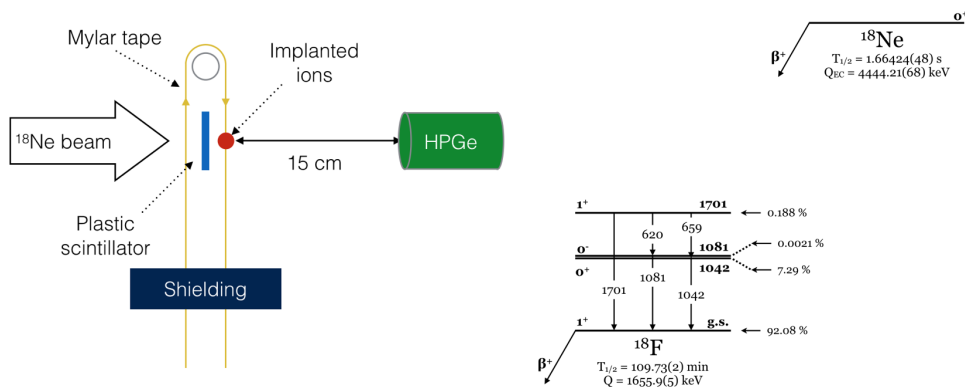 Mylar tape
Implanted
ions
¹⁸Ne beam
HPGe
15 cm
Plastic
scintillator
Shielding
0⁺
¹⁸Ne
β⁺
T₁/₂ = 1.66424(48) s
Q_EC = 4444.21(68) keV
1⁺ 1701
0.188 %
620 659
0.0021 %
0⁻ 1081
0⁺ 1042
7.29 %
1701 1081 1042
1⁺ g.s.
92.08 %
¹⁸F
β⁺
T₁/₂ = 109.73(2) min
Q = 1655.9(5) keV